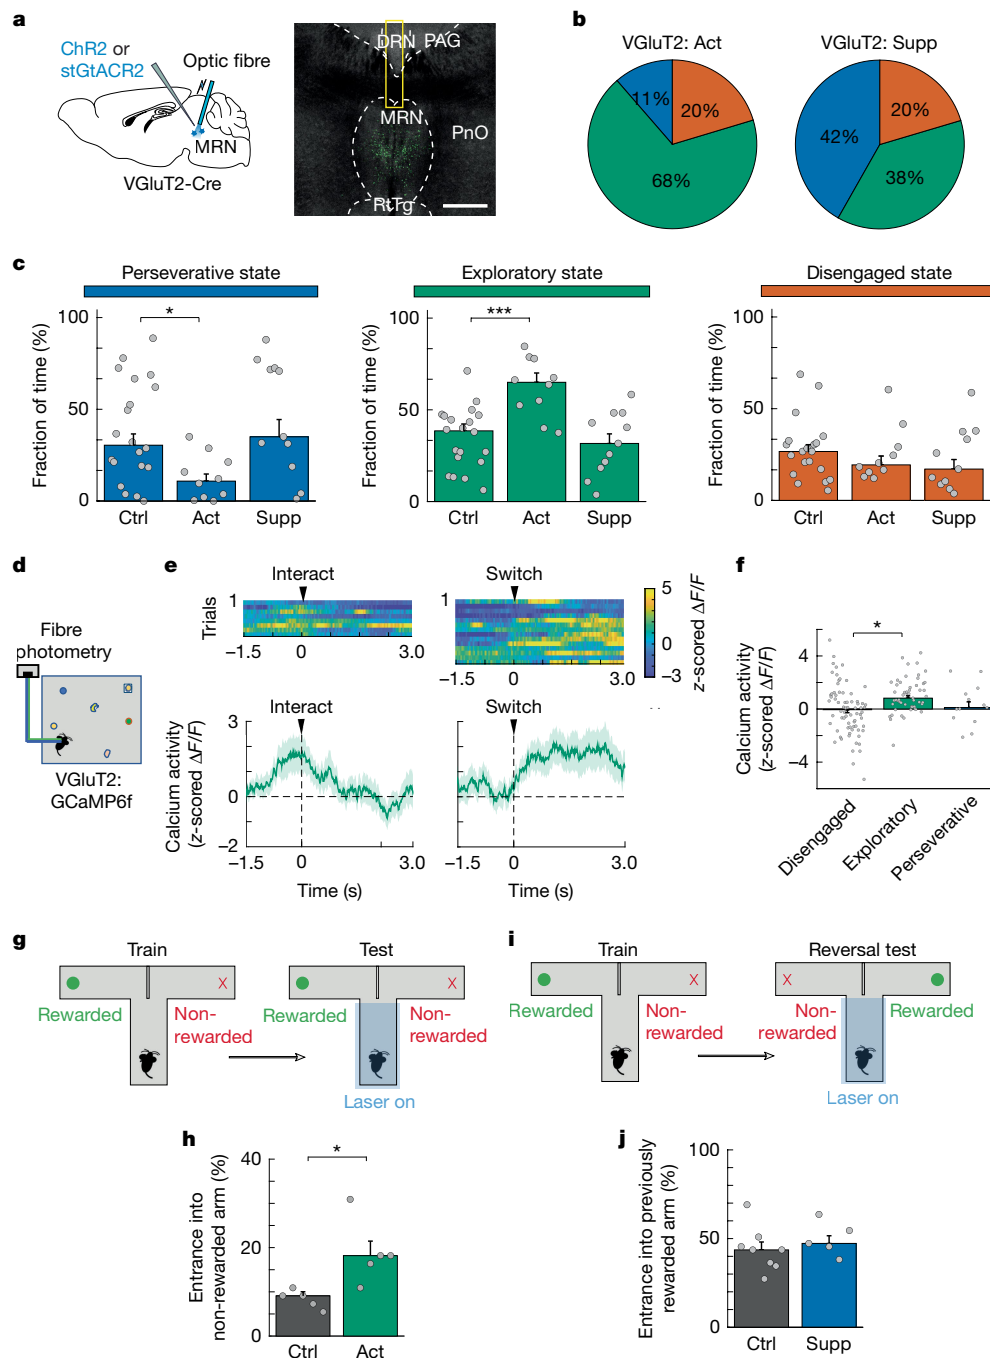 a
ChR2 or
stGtACR2
Optic fibre
MRN
VGluT2-Cre
DRN
PAG
MRN
PnO
RtTg
b
VGluT2: Act
VGluT2: Supp
11%
20%
68%
42%
20%
38%
c
Perseverative state
Exploratory state
Disengaged state
Fraction of time (%)
100
50
0
*
Ctrl
Act
Supp
Fraction of time (%)
100
50
0
***
Ctrl
Act
Supp
Fraction of time (%)
100
50
0
Ctrl
Act
Supp
d
Fibre
photometry
VGluT2:
GCaMP6f
e
Interact
Switch
Trials
1
−1.5
0
3.0
1
−1.5
0
3.0
5
0
−3
z-scored ΔF/F
Interact
Switch
Calcium activity
(z-scored ΔF/F)
3
0
−2
−1.5
0
3.0
−1.5
0
3.0
Time (s)
Time (s)
f
*
Calcium activity
(z-scored ΔF/F)
4
0
−4
Disengaged
Exploratory
Perseverative
g
Train
Test
X
X
Rewarded
Non-
rewarded
Rewarded
Non-
rewarded
Laser on
i
Train
Reversal test
X
X
Rewarded
Non-
rewarded
Non-
rewarded
Rewarded
Laser on
h
Entrance into
non-rewarded arm (%)
40
20
0
*
Ctrl
Act
j
Entrance into previously
rewarded arm (%)
100
50
0
Ctrl
Supp